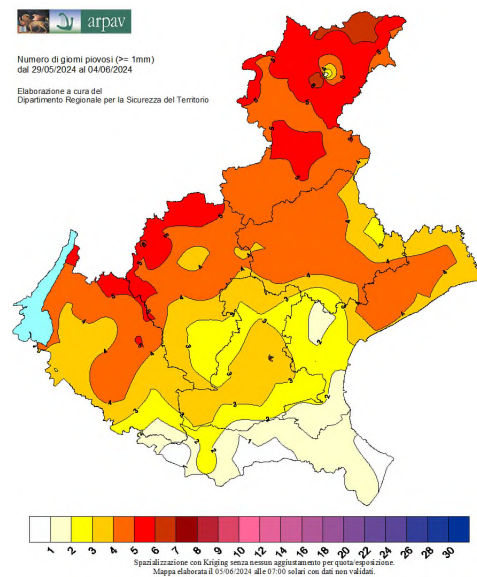 arpav
Numero di giorni piovosi (>= 1mm)
dal 29/05/2024 al 04/06/2024
Elaborazione a cura del
Dipartimento Regionale per la Sicurezza del Territorio
1 2 3 4 5 6 7 8 9 10 12 14 16 18 20 22 24 26 28 30
Spazializzazione con Kriging senza nessun aggiustamento per quota/esposizione.
Mappa elaborata il 05/06/2024 alle 07:00 solari con dati non validati.